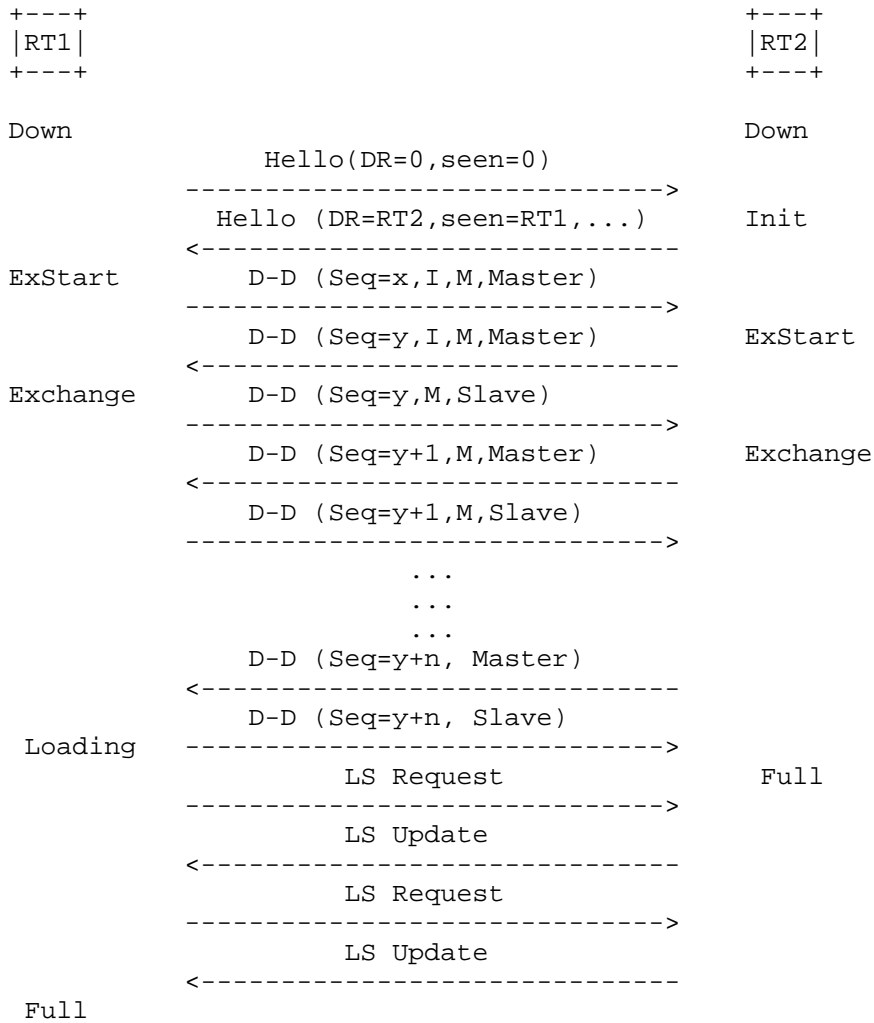 +---+                                         +---+
|RT1|                                         |RT2|
+---+                                         +---+
Down                                          Down
                Hello(DR=0,seen=0)
           ------------------------------>
             Hello (DR=RT2,seen=RT1,...)      Init
           <------------------------------
ExStart        D-D (Seq=x,I,M,Master)
           ------------------------------>
               D-D (Seq=y,I,M,Master)         ExStart
           <------------------------------
Exchange       D-D (Seq=y,M,Slave)
           ------------------------------>
               D-D (Seq=y+1,M,Master)         Exchange
           <------------------------------
               D-D (Seq=y+1,M,Slave)
           ------------------------------>
                         ...
                         ...
                         ...
               D-D (Seq=y+n, Master)
           <------------------------------
               D-D (Seq=y+n, Slave)
 Loading   ------------------------------>
                     LS Request                Full
           ------------------------------>
                     LS Update
           <------------------------------
                     LS Request
           ------------------------------>
                     LS Update
           <------------------------------
 Full